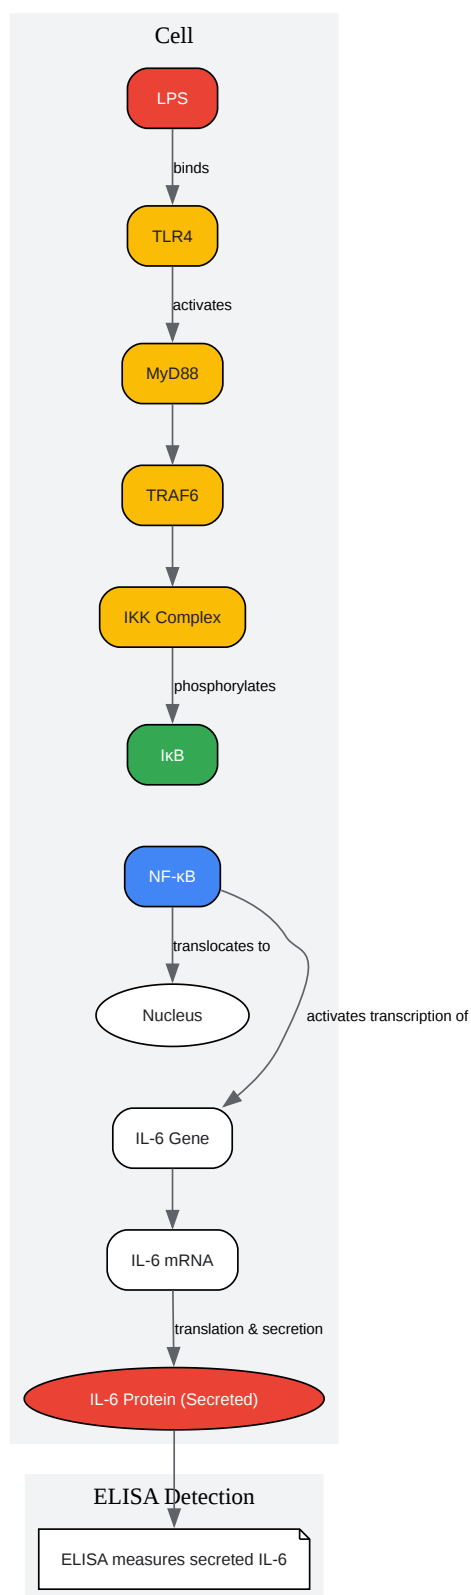 Cell
LPS
binds
TLR4
activates
MyD88
TRAF6
IKK Complex
phosphorylates
IκB
NF-κB
translocates to
Nucleus
activates transcription of
IL-6 Gene
IL-6 mRNA
translation & secretion
IL-6 Protein (Secreted)
ELISA Detection
ELISA measures secreted IL-6